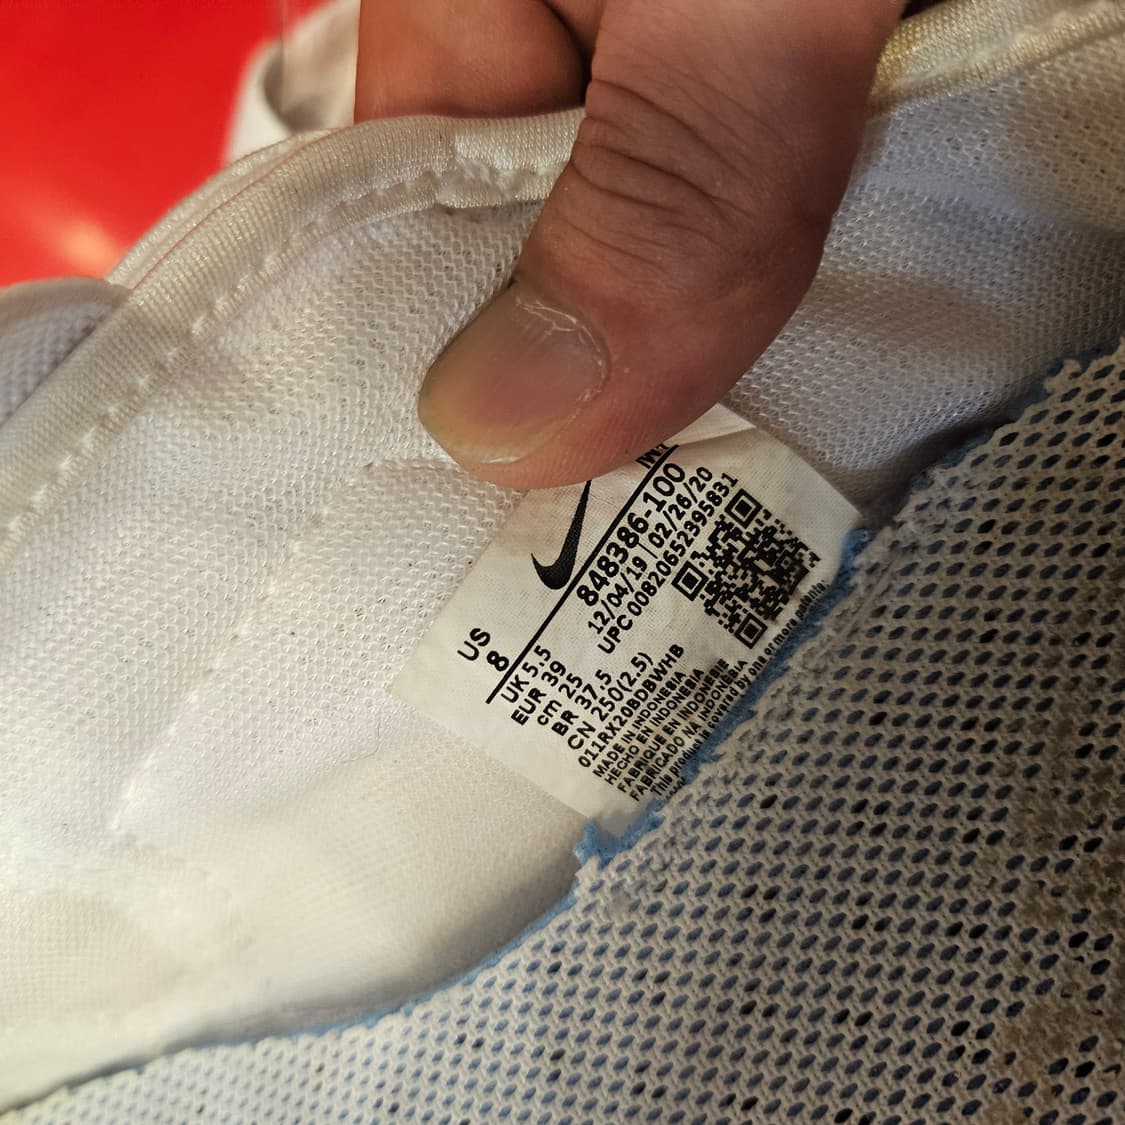 US
8
848386-100
12/04/19 | 02/26/20
UPC 00820652395831
UK 5.5
EUR 39
cm 25
BR 37.5
CN 250(2.5)
011RX20BDBWHB
MADE IN INDONESIA
HECHO EN INDONESIA
FABRIQUE EN INDONESIE
FABRICADO NA INDONESIA
This product is covered by one or more patents.